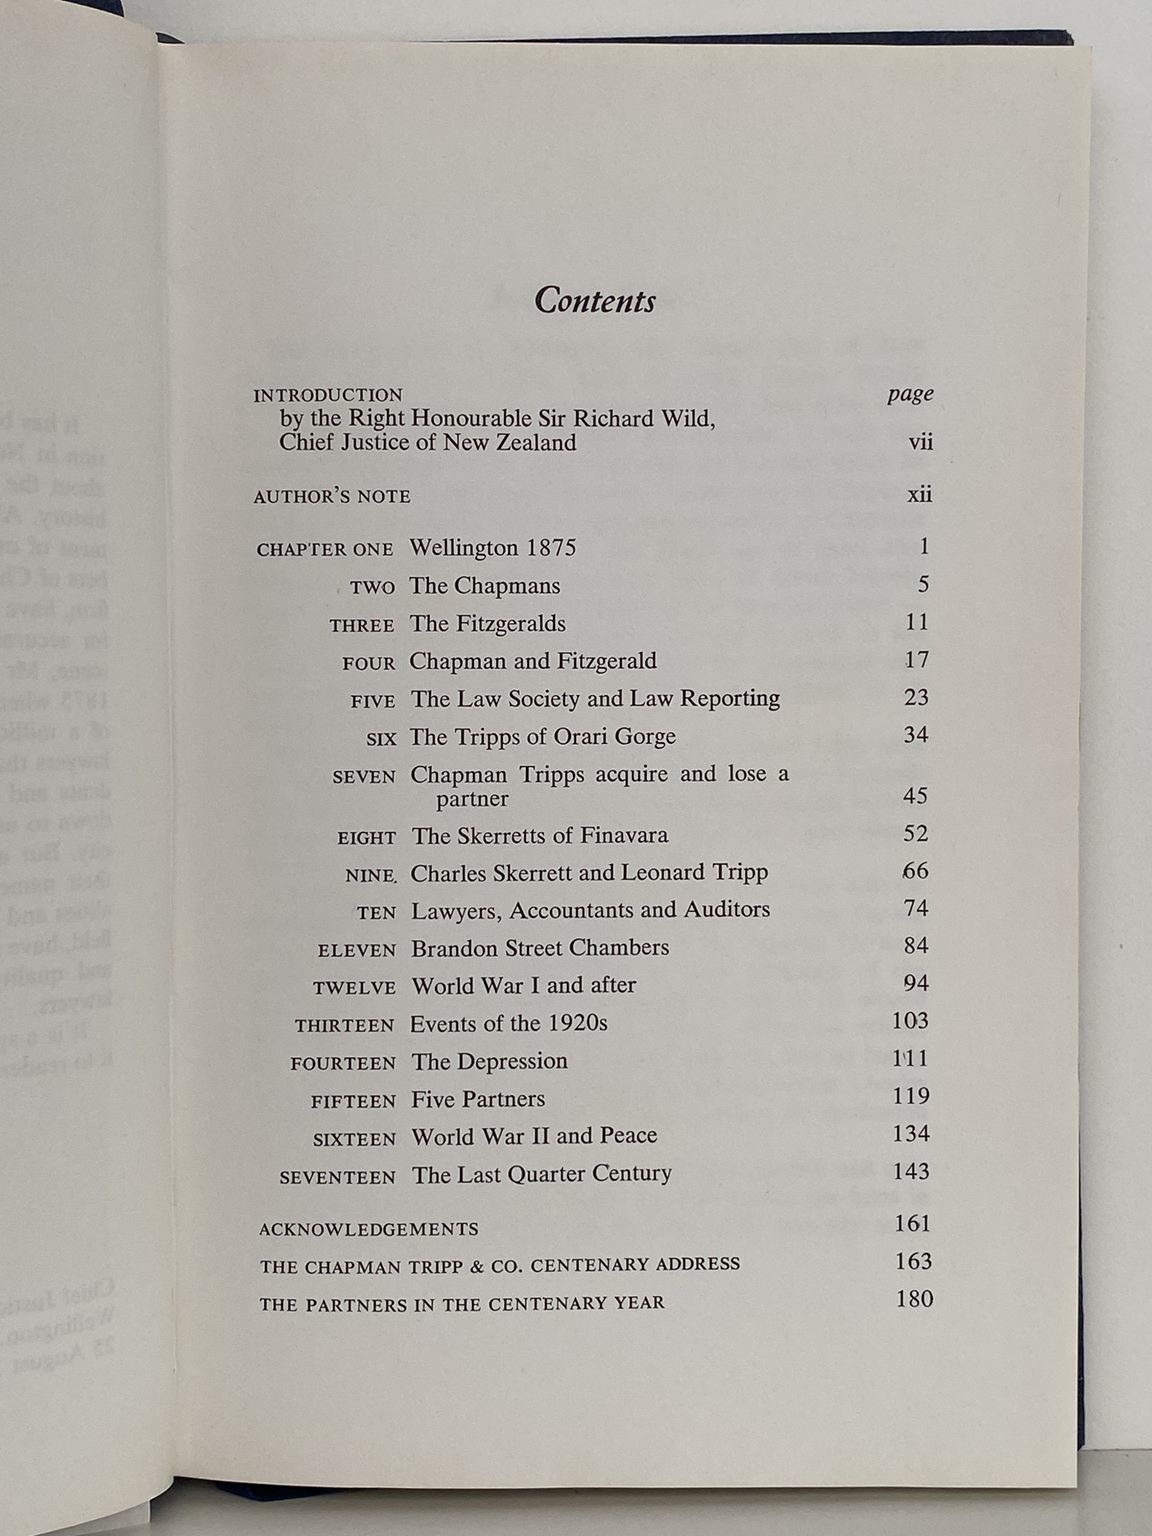 Contents
INTRODUCTION page
by the Right Honourable Sir Richard Wild,
Chief Justice of New Zealand vii
AUTHOR'S NOTE xii
CHAPTER ONE Wellington 1875 1
TWO The Chapmans 5
THREE The Fitzgeralds 11
FOUR Chapman and Fitzgerald 17
FIVE The Law Society and Law Reporting 23
SIX The Tripps of Orari Gorge 34
SEVEN Chapman Tripps acquire and lose a
partner 45
EIGHT The Skerretts of Finavara 52
NINE Charles Skerrett and Leonard Tripp 66
TEN Lawyers, Accountants and Auditors 74
ELEVEN Brandon Street Chambers 84
TWELVE World War I and after 94
THIRTEEN Events of the 1920s 103
FOURTEEN The Depression 111
FIFTEEN Five Partners 119
SIXTEEN World War II and Peace 134
SEVENTEEN The Last Quarter Century 143
ACKNOWLEDGEMENTS 161
THE CHAPMAN TRIPP & CO. CENTENARY ADDRESS 163
THE PARTNERS IN THE CENTENARY YEAR 180